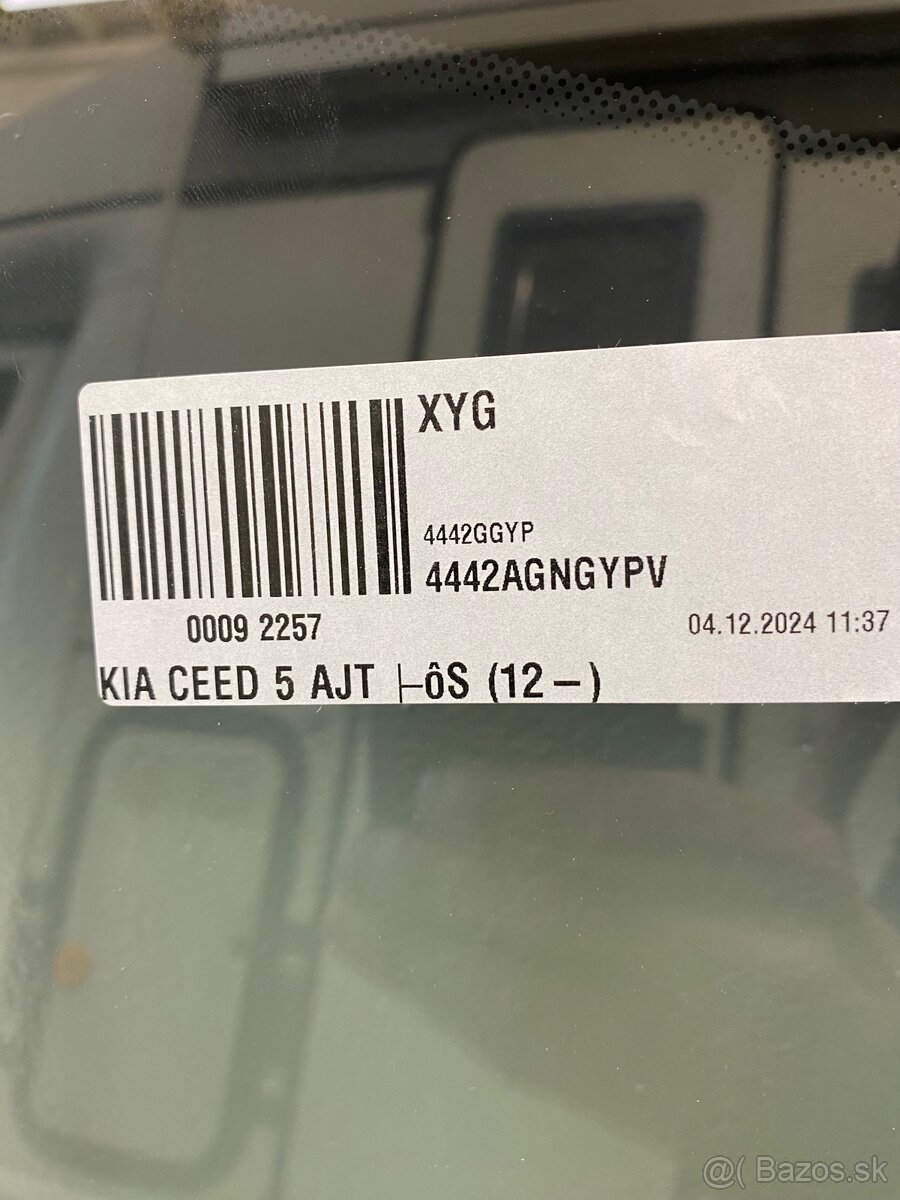 XYG
4442GGYP
4442AGNGYPV
0009 2257
04.12.2024 11:37
KIA CEED 5 AJT ├ôS (12–)
@( Bazos.sk